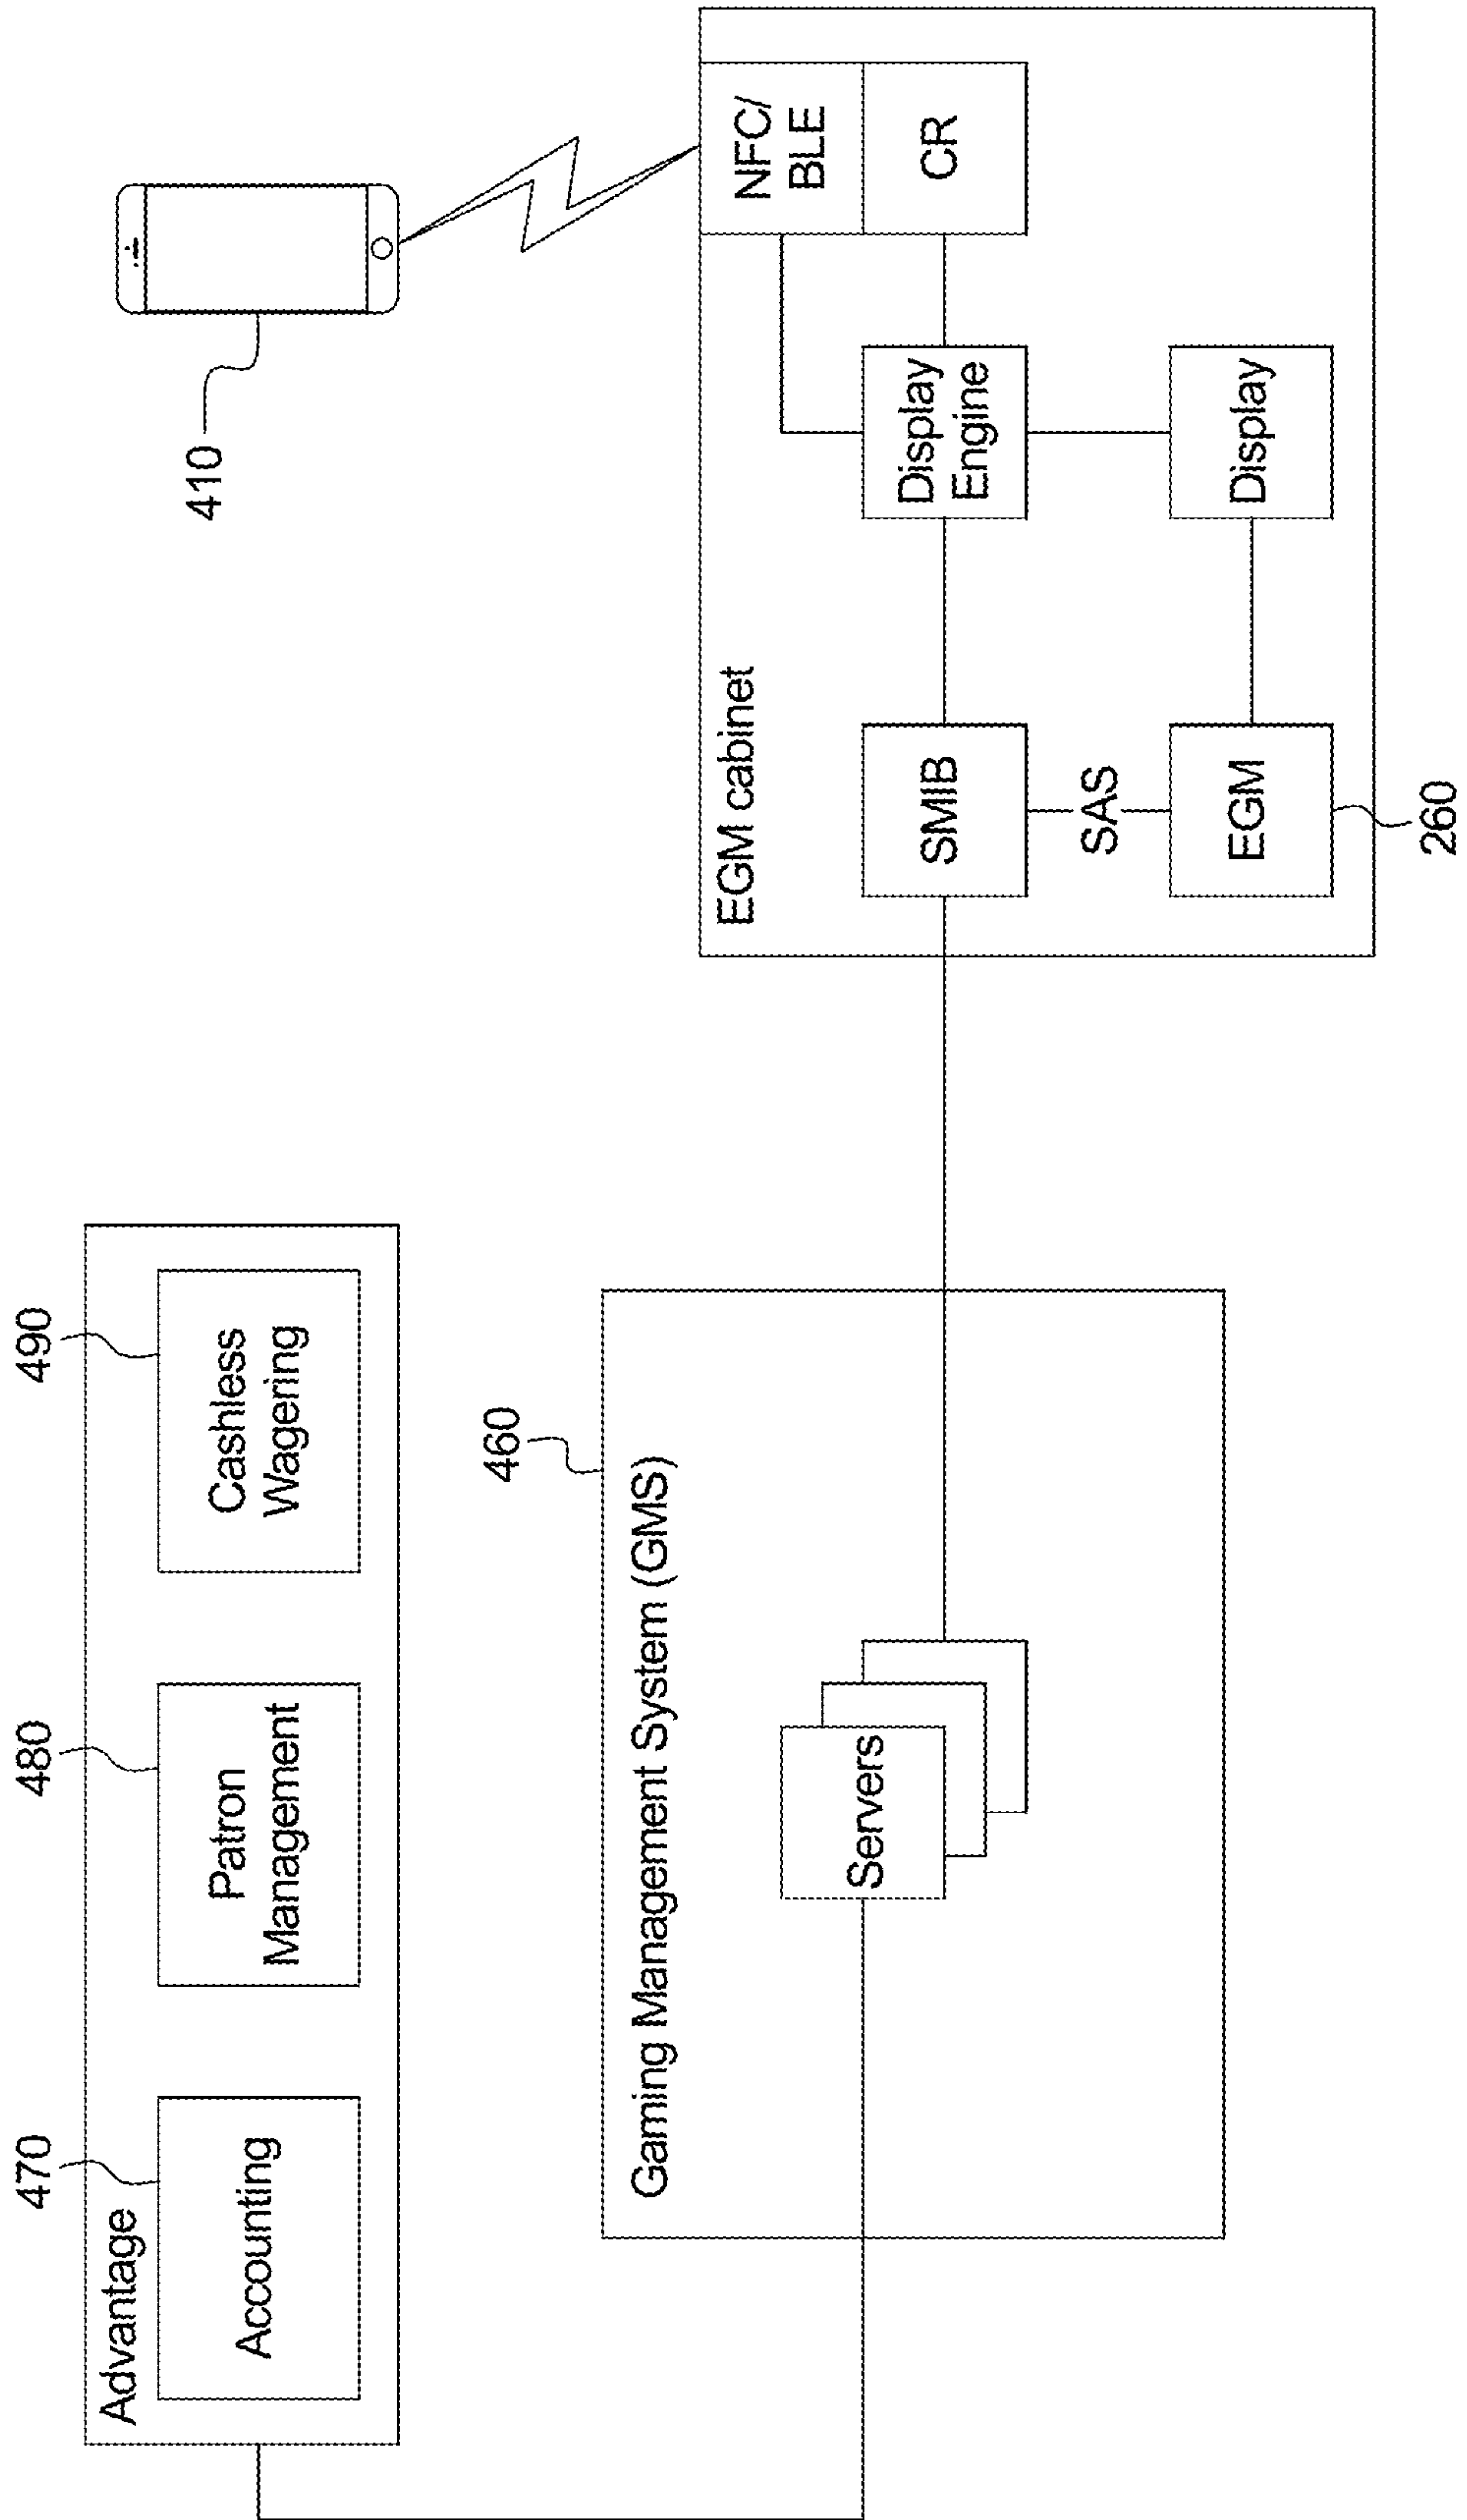 Advantage
470
Accounting
480
Patron
Management
490
Cashless
Wagering
410
460
Gaming Management System (GMS)
Servers
EGM cabinet
NFC/
BLE
CR
SMIB
Display
Engine
SAS
EGM
Display
260